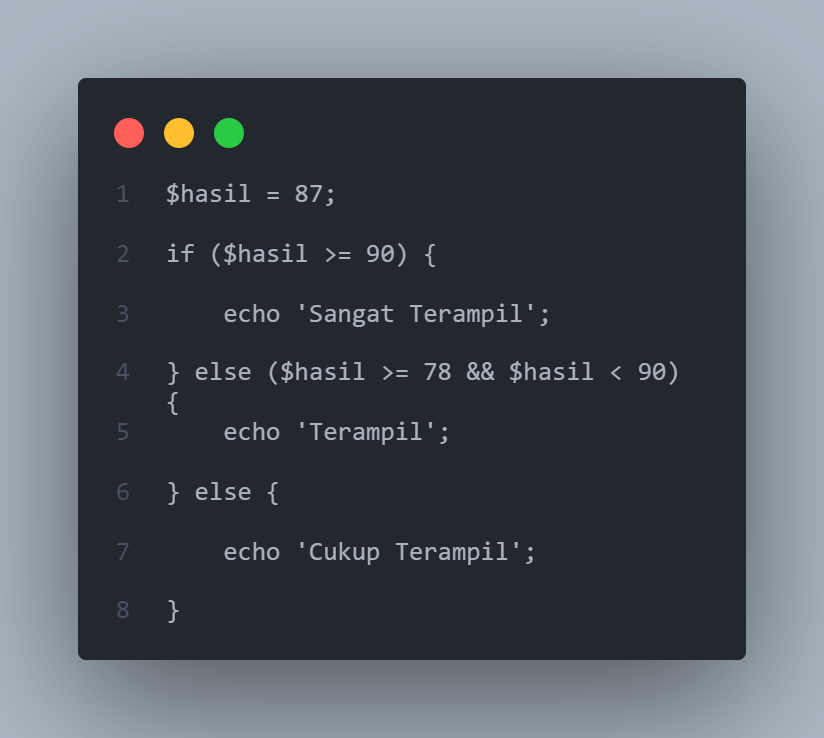 1 $hasil = 87;
2 if ($hasil >= 90) {
3     echo 'Sangat Terampil';
4 } else ($hasil >= 78 && $hasil < 90)
{
5     echo 'Terampil';
6 } else {
7     echo 'Cukup Terampil';
8 }